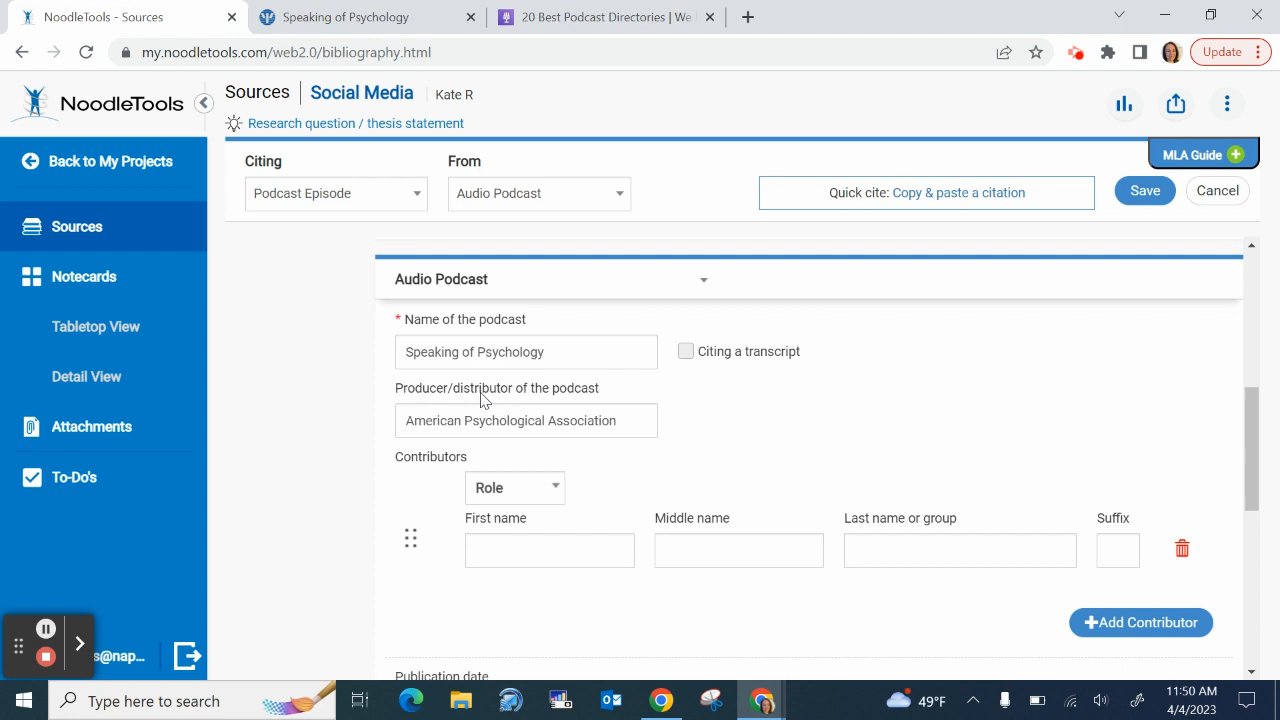 NoodleTools - Sources
Speaking of Psychology
20 Best Podcast Directories | We
my.noodletools.com/web2.0/bibliography.html
Update
NoodleTools
Sources
Social Media
Kate R
Research question / thesis statement
Back to My Projects
Citing
From
MLA Guide
Podcast Episode
Audio Podcast
Quick cite: Copy & paste a citation
Save
Cancel
Sources
Notecards
Tabletop View
Detail View
Attachments
To-Do's
Audio Podcast
* Name of the podcast
Speaking of Psychology
Citing a transcript
Producer/distributor of the podcast
American Psychological Association
Contributors
Role
First name
Middle name
Last name or group
Suffix
+Add Contributor
Publication date
s@nap...
Type here to search
49°F
11:50 AM
4/4/2023